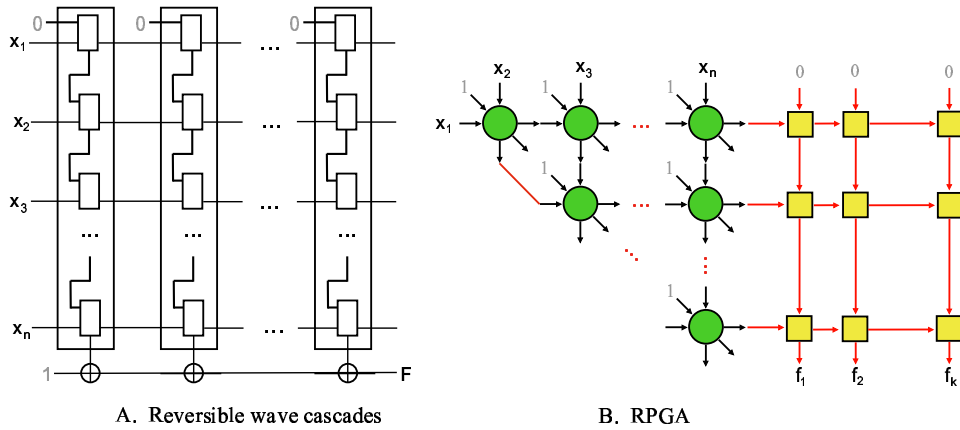 0 0 0
x1 ...
x2 ...
x3 ...
... ... ...
xn ...
1 F
A. Reversible wave cascades
x2 x3 xn 0 0 0
1 1 1
x1 ...
1 1
...
... ...
1
f1 f2 fk
B. RPGA